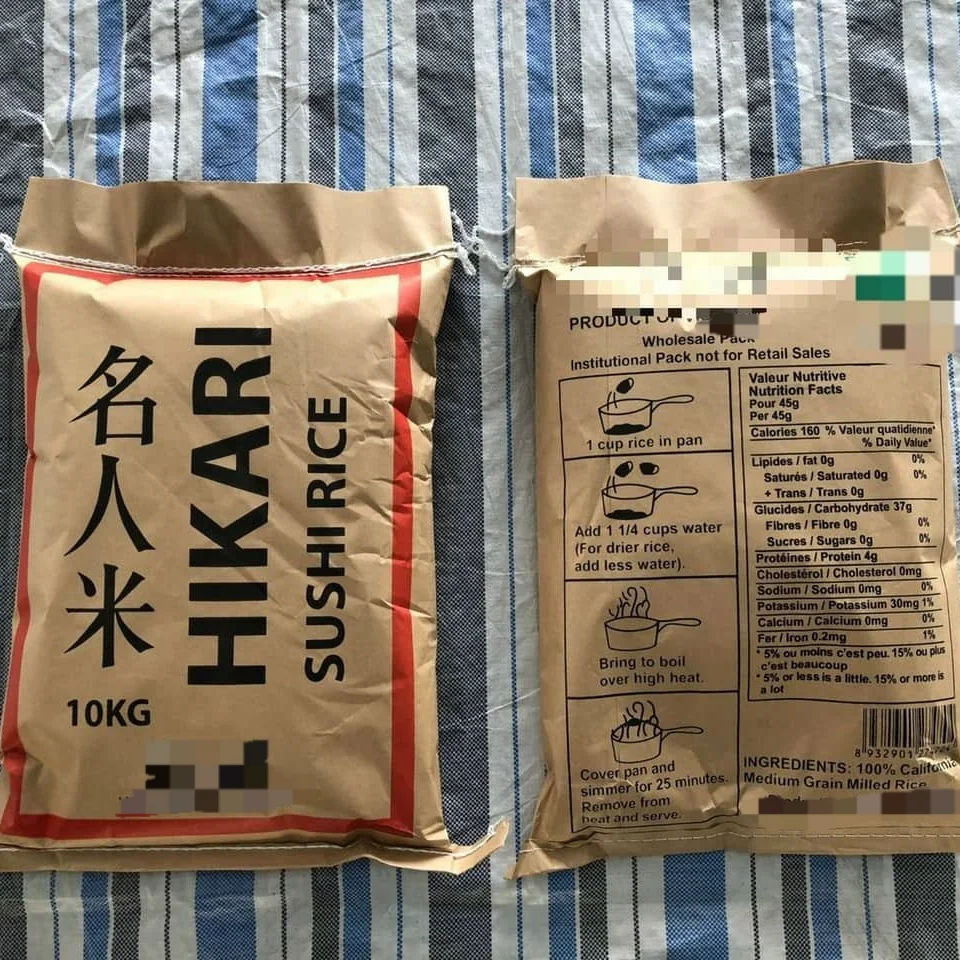 名人米
HIKARI
SUSHI RICE
10KG
PRODUCT OF
Wholesale Pack
Institutional Pack not for Retail Sales
1 cup rice in pan
Add 1 1/4 cups water
(For drier rice,
add less water).
Bring to boil
over high heat.
Cover pan and
simmer for 25 minutes.
Remove from
heat and serve.
Valeur Nutritive
Nutrition Facts
Pour 45g
Per 45g
Calories 160 % Valeur quatidienne*
% Daily Value*
Lipides / fat 0g 0%
Saturés / Saturated 0g 0%
+ Trans / Trans 0g
Glucides / Carbohydrate 37g
Fibres / Fibre 0g 0%
Sucres / Sugars 0g 0%
Protéines / Protein 4g
Cholestérol / Cholesterol 0mg
Sodium / Sodium 0mg 0%
Potassium / Potassium 30mg 1%
Calcium / Calcium 0mg 0%
Fer / Iron 0.2mg 1%
* 5% ou moins c'est peu. 15% ou plus
c'est beaucoup
* 5% or less is a little. 15% or more is
a lot
8 932901
INGREDIENTS: 100% California
Medium Grain Milled Rice